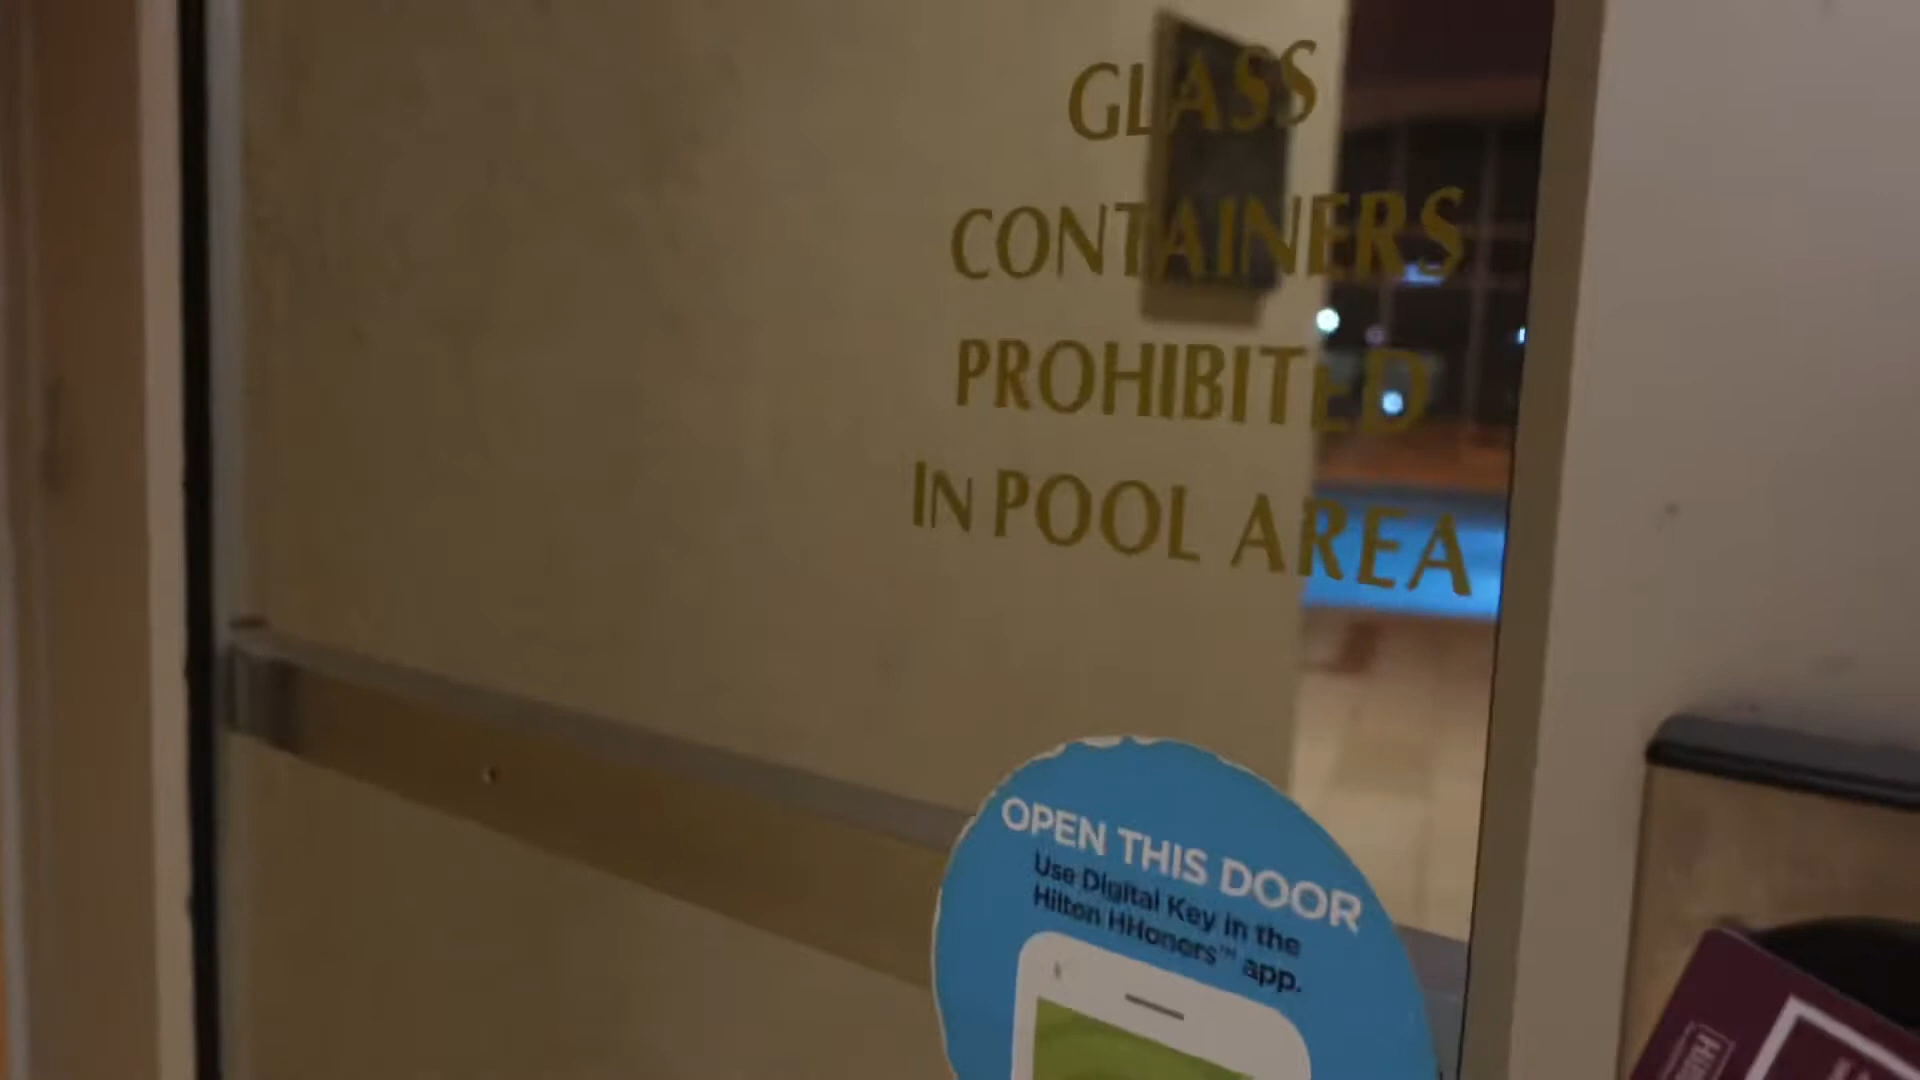 GLASS
CONTAINERS
PROHIBITED
IN POOL AREA
OPEN THIS DOOR
Use Digital Key in the
Hilton HHonors™ app.